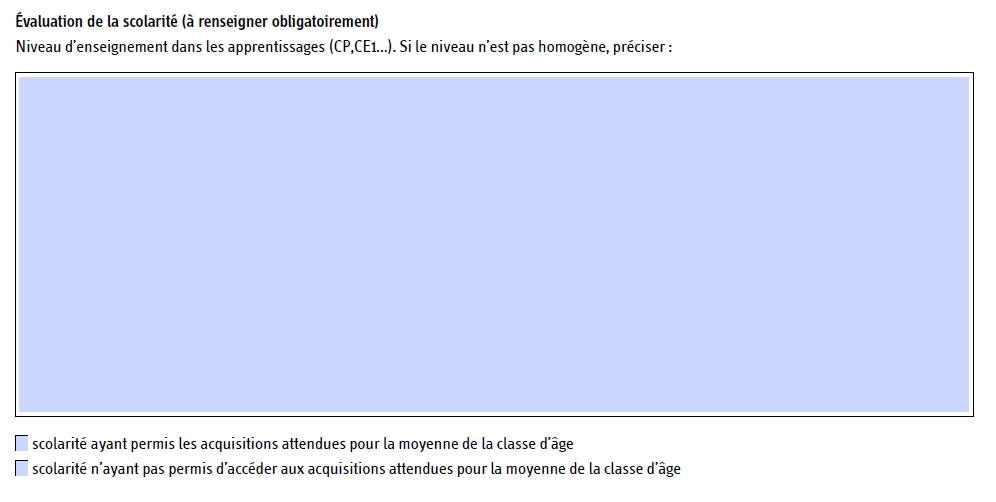 Évaluation de la scolarité (à renseigner obligatoirement)
Niveau d’enseignement dans les apprentissages (CP,CE1...). Si le niveau n’est pas homogène, préciser :
scolarité ayant permis les acquisitions attendues pour la moyenne de la classe d’âge
scolarité n’ayant pas permis d’accéder aux acquisitions attendues pour la moyenne de la classe d’âge